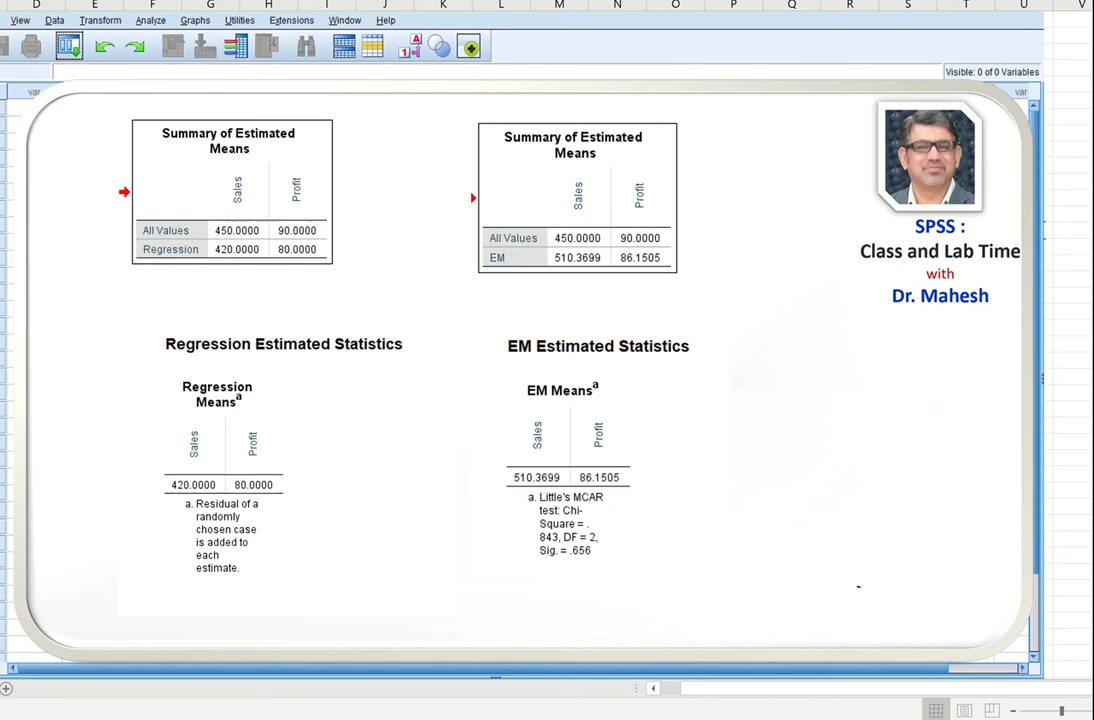 D E F G H I J K L M N O P Q R S T U V
View Data Transform Analyze Graphs Utilities Extensions Window Help
Visible: 0 of 0 Variables
var
var
Summary of Estimated
Means
Sales Profit
All Values 450.0000 90.0000
Regression 420.0000 80.0000
Summary of Estimated
Means
Sales Profit
All Values 450.0000 90.0000
EM 510.3699 86.1505
SPSS :
Class and Lab Time
with
Dr. Mahesh
Regression Estimated Statistics
Regression
Meansa
Sales Profit
420.0000 80.0000
a. Residual of a
randomly
chosen case
is added to
each
estimate.
EM Estimated Statistics
EM Meansa
Sales Profit
510.3699 86.1505
a. Little's MCAR
test: Chi-
Square = .
843, DF = 2,
Sig. = .656